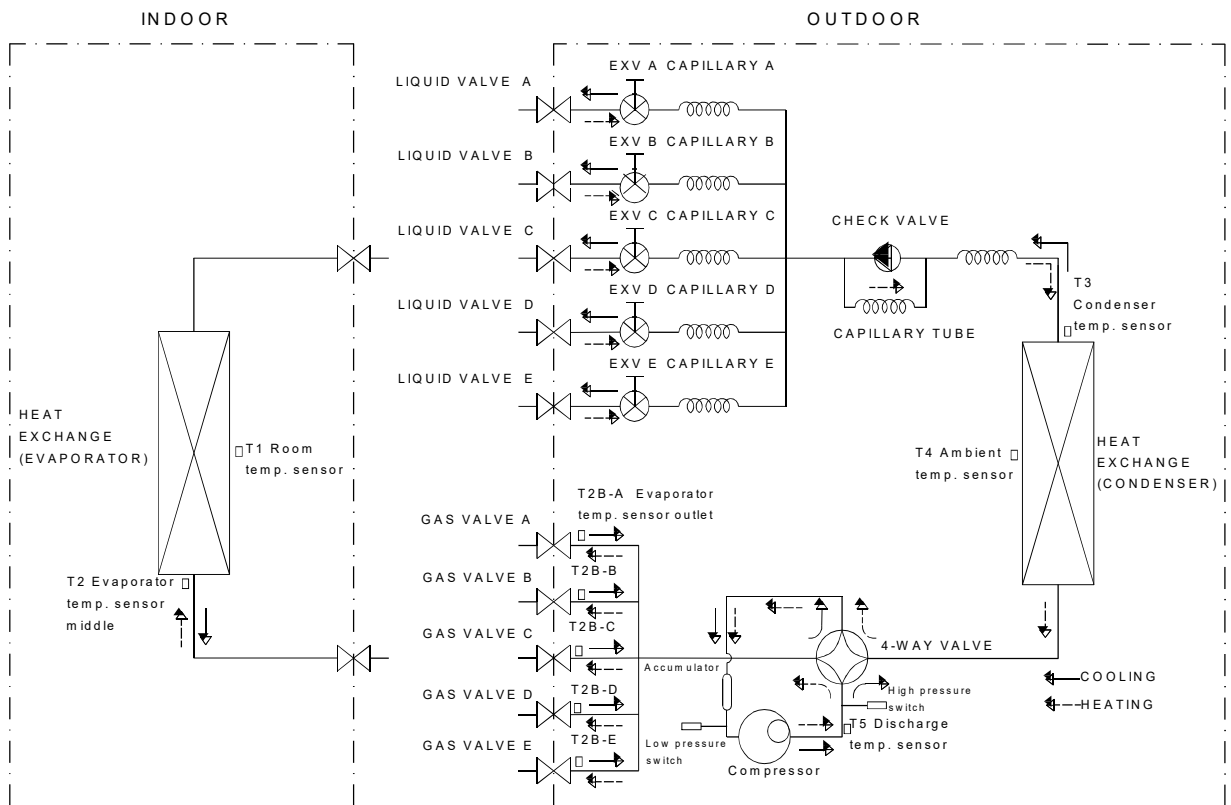 INDOOR
OUTDOOR
LIQUID VALVE A
EXV A CAPILLARY A
LIQUID VALVE B
EXV B CAPILLARY B
LIQUID VALVE C
EXV C CAPILLARY C
LIQUID VALVE D
EXV D CAPILLARY D
LIQUID VALVE E
EXV E CAPILLARY E
CHECK VALVE
CAPILLARY TUBE
T3
Condenser
temp. sensor
HEAT
EXCHANGE
(EVAPORATOR)
T1 Room
temp. sensor
T4 Ambient
temp. sensor
HEAT
EXCHANGE
(CONDENSER)
T2 Evaporator
temp. sensor
middle
GAS VALVE A
T2B-A Evaporator
temp. sensor outlet
GAS VALVE B
T2B-B
GAS VALVE C
T2B-C
GAS VALVE D
T2B-D
GAS VALVE E
T2B-E
Accumulator
4-WAY VALVE
High pressure
switch
T5 Discharge
temp. sensor
Low pressure
switch
Compressor
COOLING
HEATING